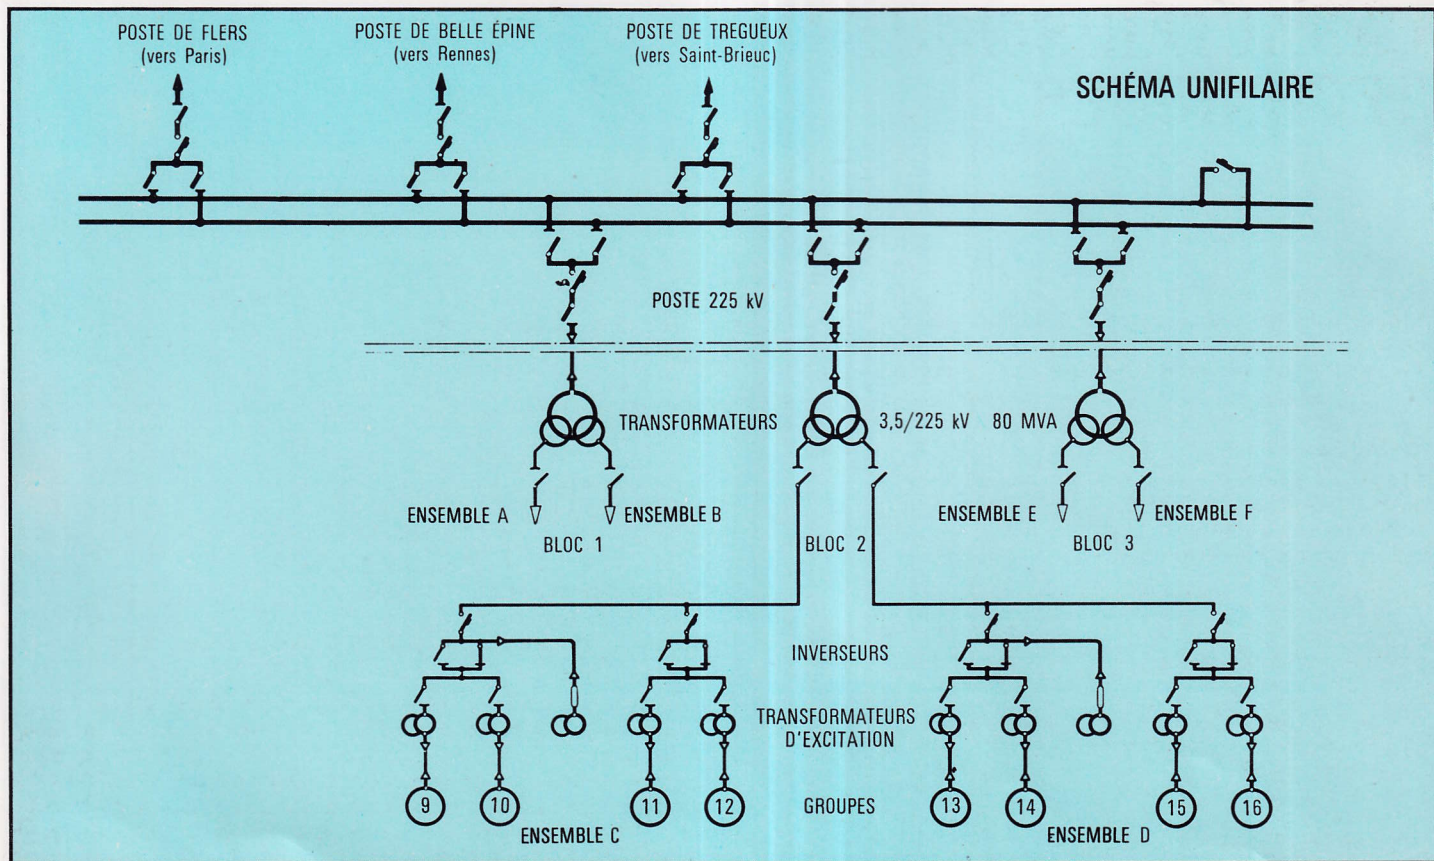 POSTE DE FLERS
(vers Paris)
POSTE DE BELLE ÉPINE
(vers Rennes)
POSTE DE TREGUEUX
(vers Saint-Brieuc)
SCHÉMA UNIFILAIRE
POSTE 225 kV
TRANSFORMATEURS
3,5/225 kV 80 MVA
ENSEMBLE A
ENSEMBLE B
ENSEMBLE E
ENSEMBLE F
BLOC 1
BLOC 2
BLOC 3
INVERSEURS
TRANSFORMATEURS
D'EXCITATION
9
10
11
12
GROUPES
13
14
15
16
ENSEMBLE C
ENSEMBLE D